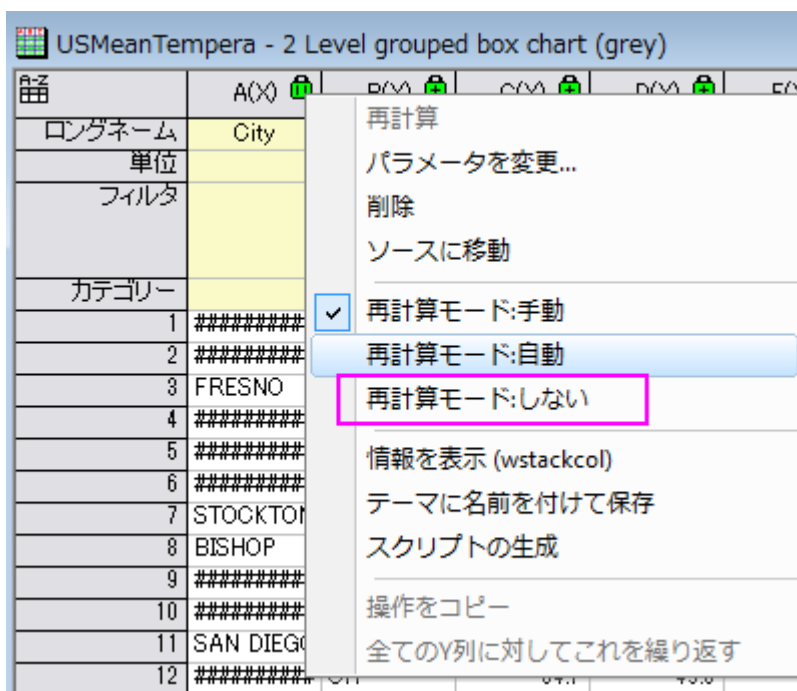 USMeanTempera - 2 Level grouped box chart (grey)
A(X)
ロングネーム City
単位
フィルタ
カテゴリー
1 #########
2 #########
3 FRESNO
4 #########
5 #########
6 #########
7 STOCKTON
8 BISHOP
9 #########
10 #########
11 SAN DIEGO
12 ##########
再計算
パラメータを変更...
削除
ソースに移動
再計算モード:手動
再計算モード:自動
再計算モード:しない
情報を表示 (wstackcol)
テーマに名前を付けて保存
スクリプトの生成
操作をコピー
全てのY列に対してこれを繰り返す